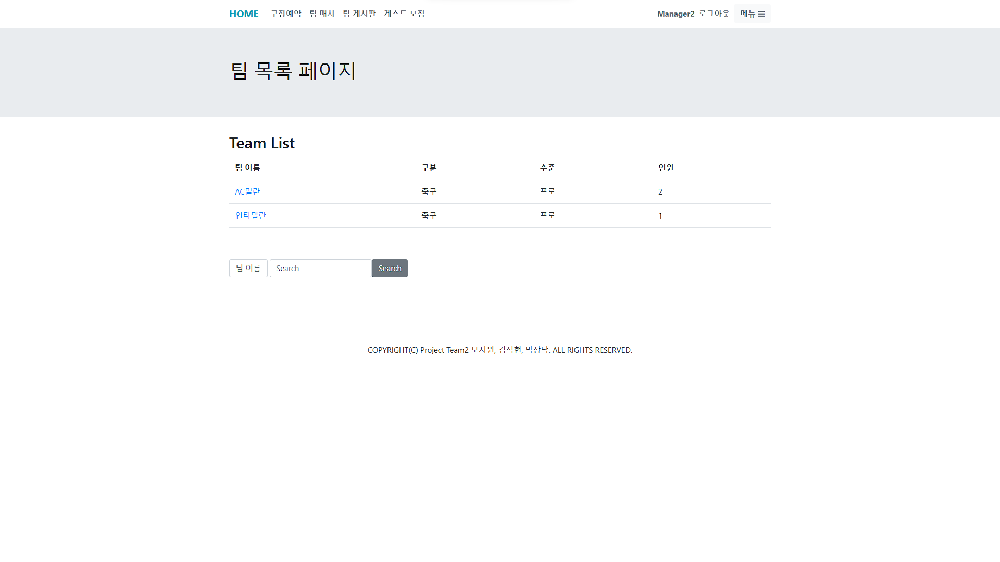 HOME 구장예약 팀 매치 팀 게시판 게스트 모집 Manager2 로그아웃 메뉴
팀 목록 페이지
Team List
팀 이름 구분 수준 인원
AC밀란 축구 프로 2
인터밀란 축구 프로 1
팀 이름 Search Search
COPYRIGHT(C) Project Team2 모지원, 김석현, 박상탁. ALL RIGHTS RESERVED.